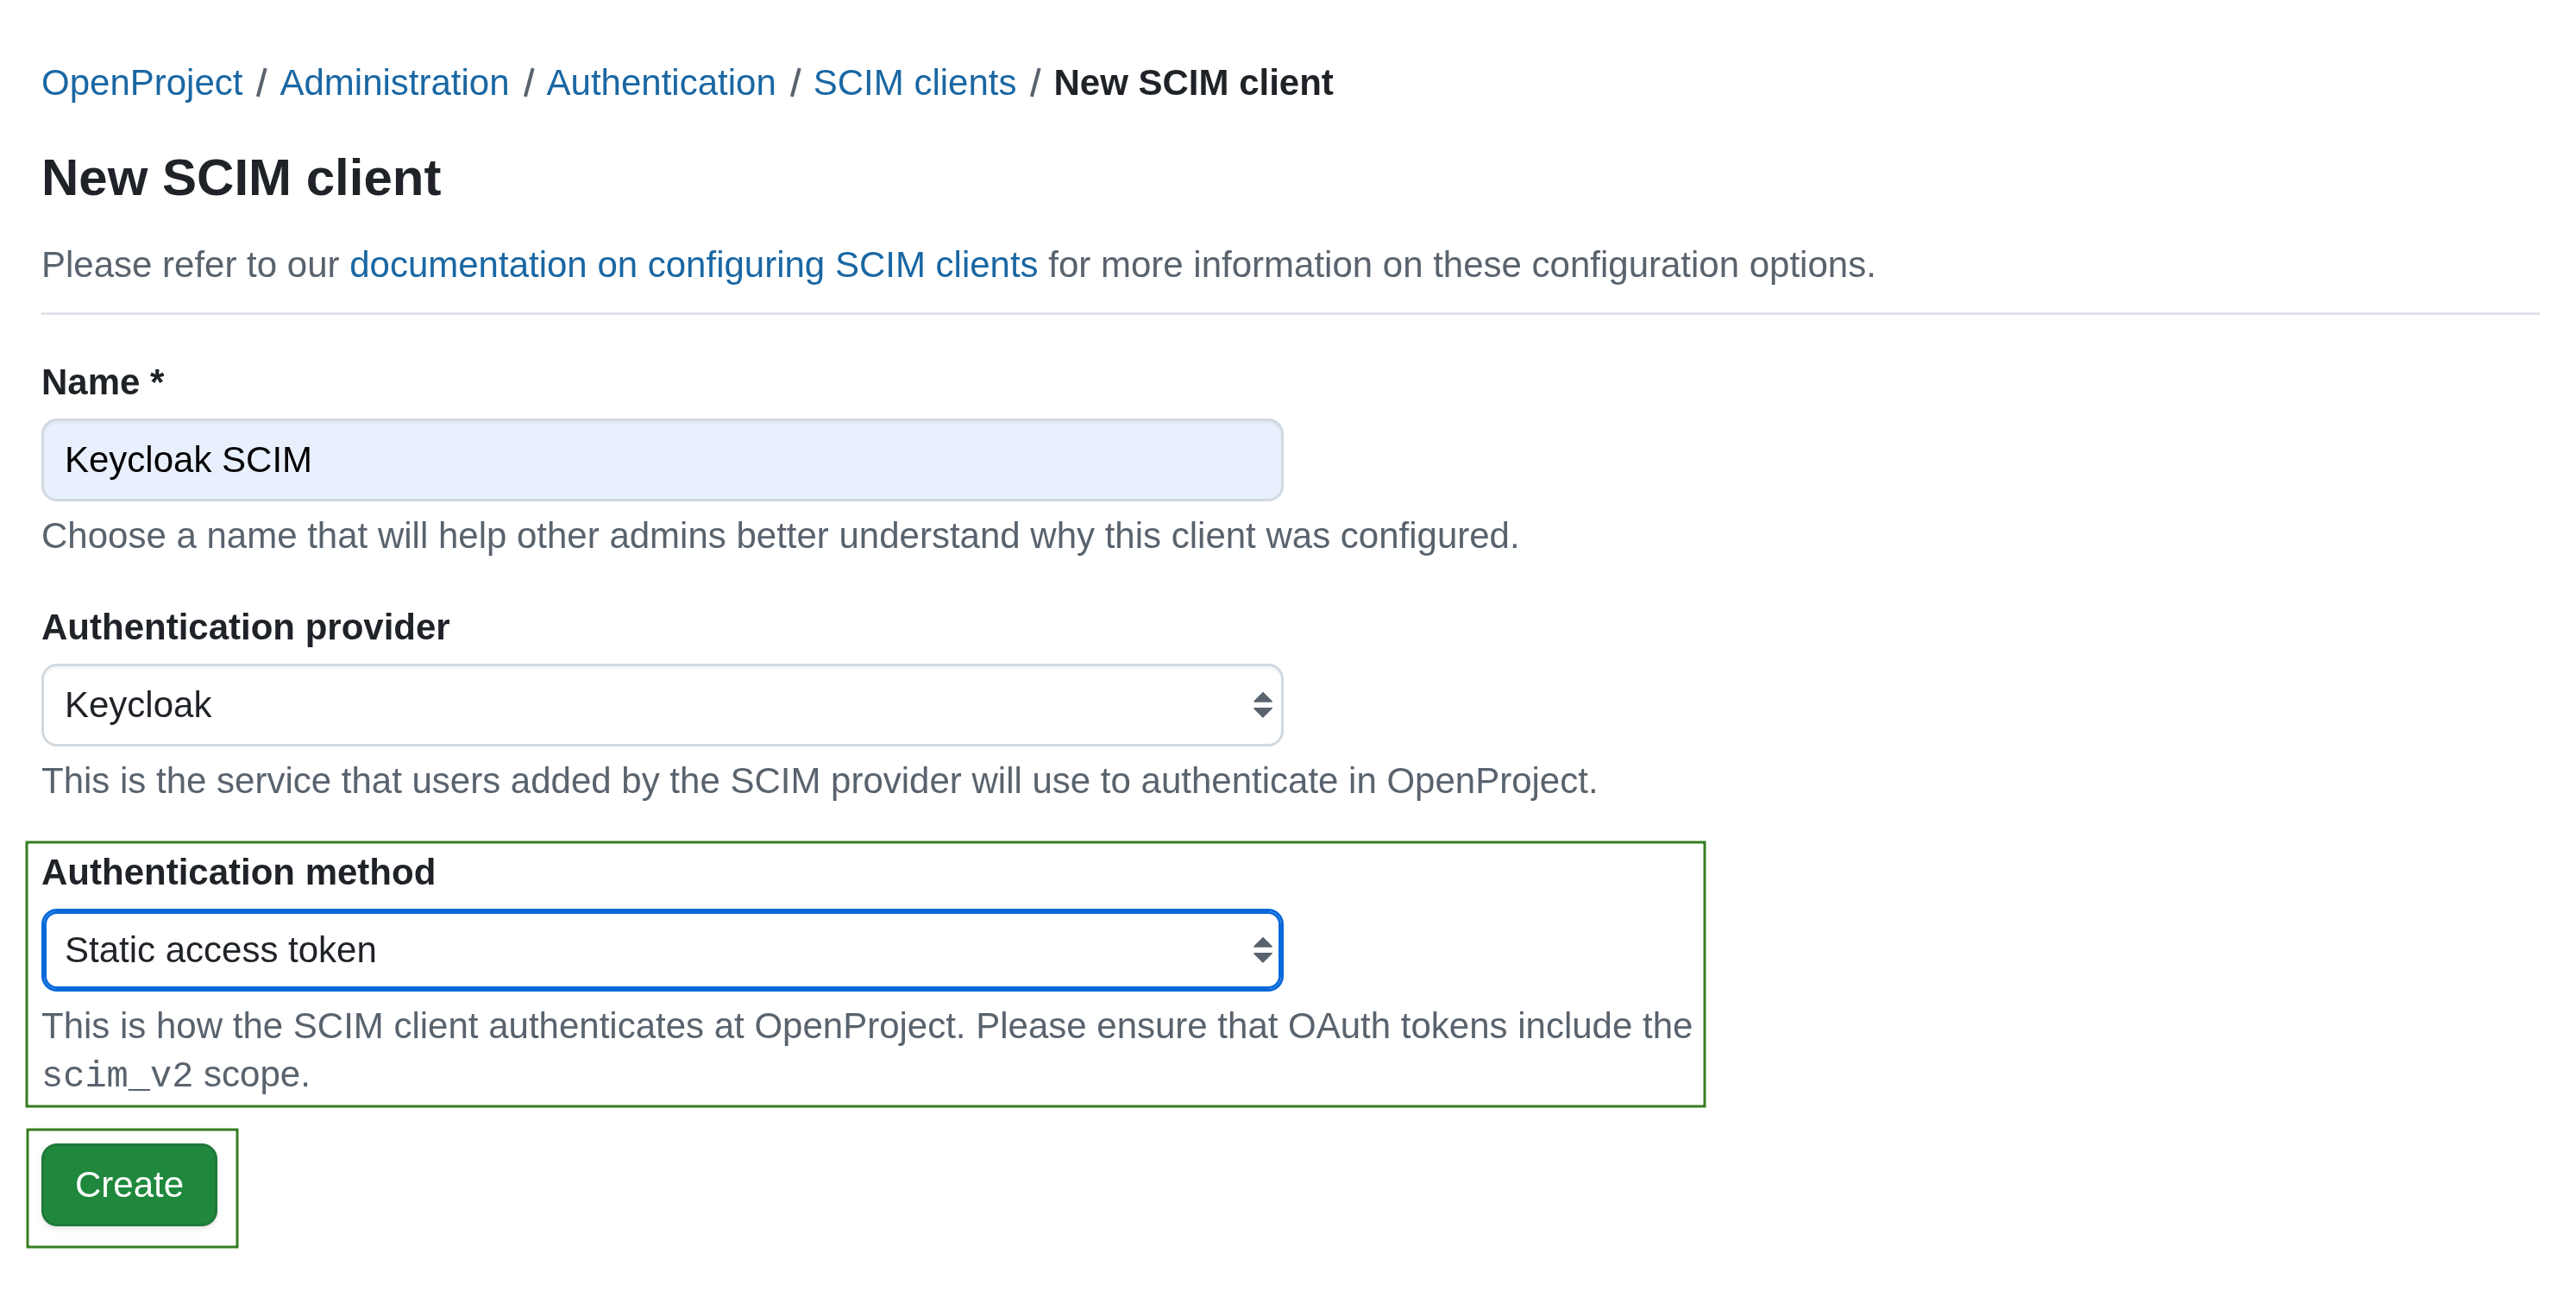 OpenProject / Administration / Authentication / SCIM clients / New SCIM client
New SCIM client
Please refer to our documentation on configuring SCIM clients for more information on these configuration options.
Name *
Keycloak SCIM
Choose a name that will help other admins better understand why this client was configured.
Authentication provider
Keycloak
This is the service that users added by the SCIM provider will use to authenticate in OpenProject.
Authentication method
Static access token
This is how the SCIM client authenticates at OpenProject. Please ensure that OAuth tokens include the
scim_v2 scope.
Create